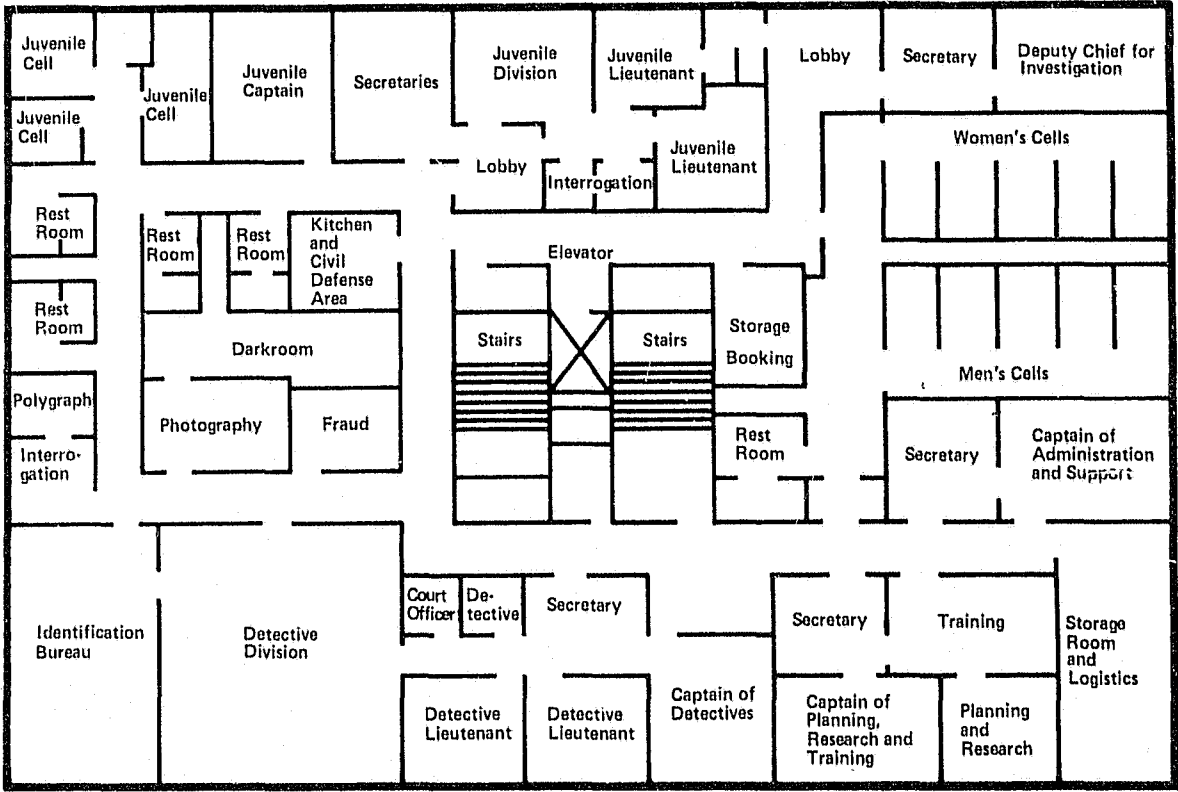 Juvenile
Cell
Juvenile
Cell
Juvenile
Cell
Juvenile
Captain
Secretaries
Juvenile
Division
Juvenile
Lieutenant
Lobby
Secretary
Deputy Chief for
Investigation
Lobby
Interrogation
Juvenile
Lieutenant
Women's Cells
Rest
Room
Rest
Room
Rest
Room
Kitchen
and
Civil
Defense
Area
Elevator
Rest
Room
Darkroom
Stairs
Stairs
Storage
Booking
Men's Cells
Polygraph
Interro-
gation
Photography
Fraud
Rest
Room
Secretary
Captain of
Administration
and Support
Identification
Bureau
Detective
Division
Court
Officer
De-
tective
Secretary
Secretary
Training
Storage
Room
and
Logistics
Detective
Lieutenant
Detective
Lieutenant
Captain of
Detectives
Captain of
Planning,
Research and
Training
Planning
and
Research